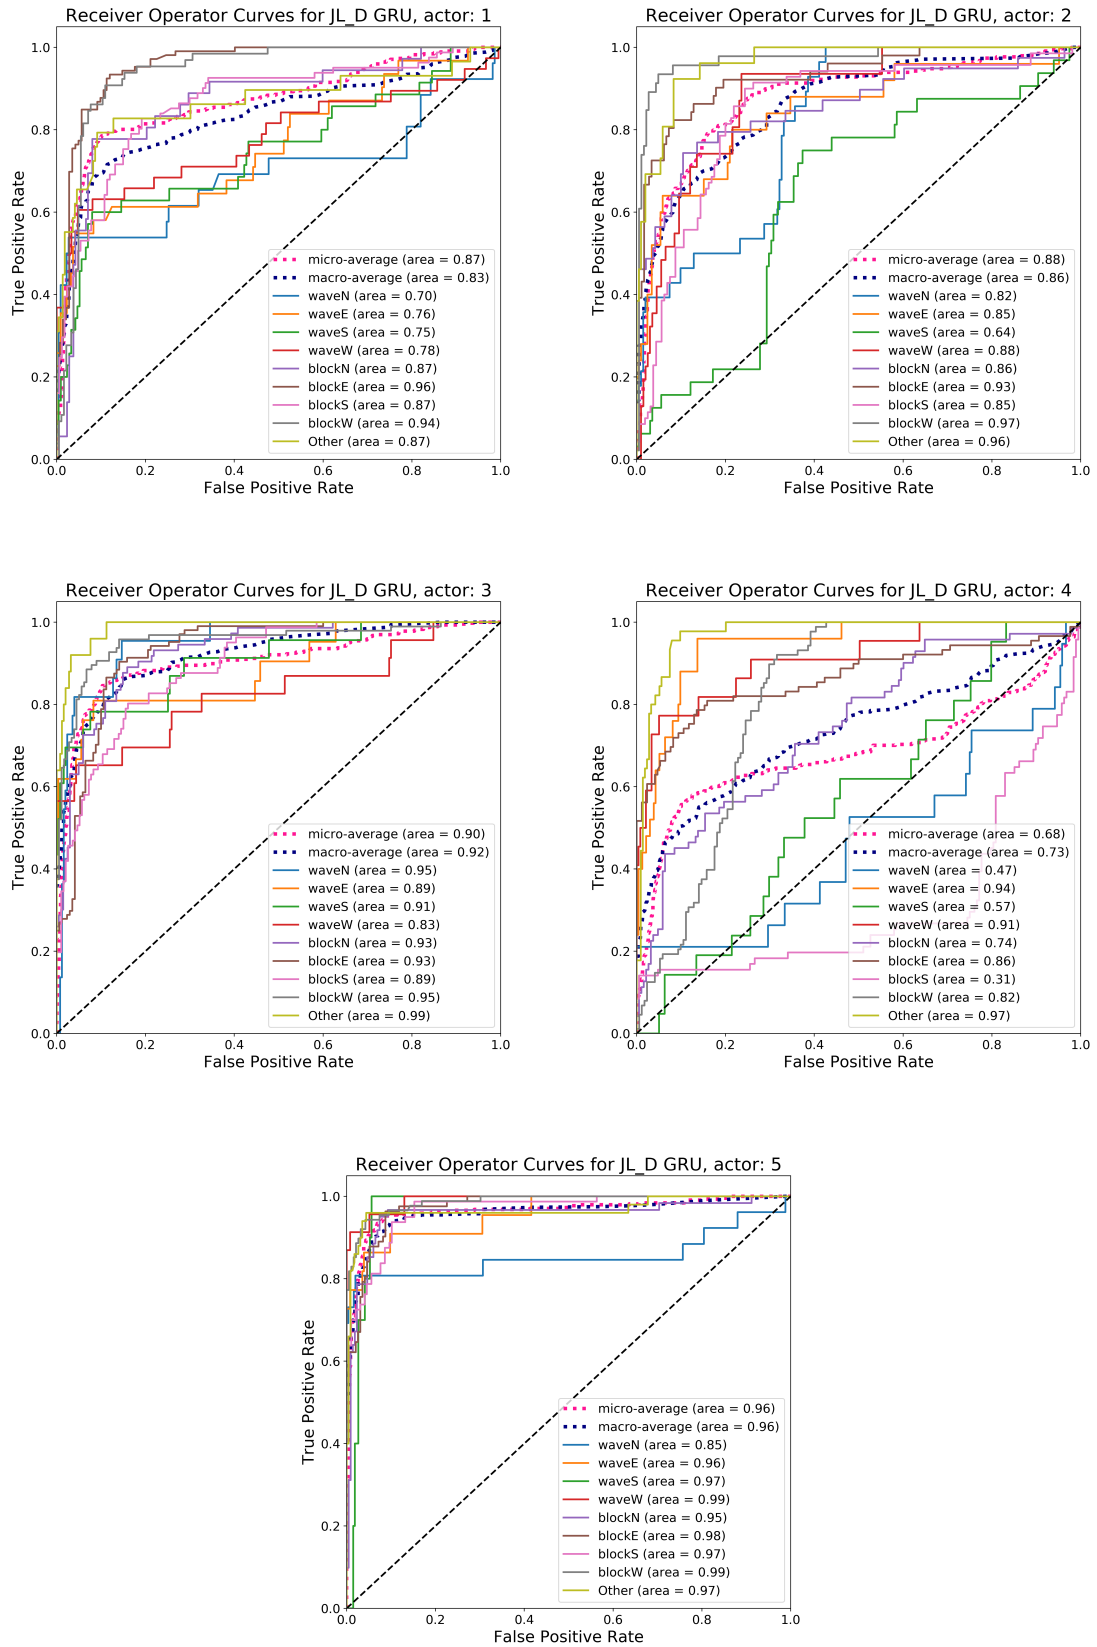 Receiver Operator Curves for JL_D GRU, actor: 1
True Positive Rate
1.0
0.8
0.6
0.4
0.2
0.0
micro-average (area = 0.87)
macro-average (area = 0.83)
waveN (area = 0.70)
waveE (area = 0.76)
waveS (area = 0.75)
waveW (area = 0.78)
blockN (area = 0.87)
blockE (area = 0.96)
blockS (area = 0.87)
blockW (area = 0.94)
Other (area = 0.87)
0.0 0.2 0.4 0.6 0.8 1.0
False Positive Rate
Receiver Operator Curves for JL_D GRU, actor: 2
True Positive Rate
1.0
0.8
0.6
0.4
0.2
0.0
micro-average (area = 0.88)
macro-average (area = 0.86)
waveN (area = 0.82)
waveE (area = 0.85)
waveS (area = 0.64)
waveW (area = 0.88)
blockN (area = 0.86)
blockE (area = 0.93)
blockS (area = 0.85)
blockW (area = 0.97)
Other (area = 0.96)
0.0 0.2 0.4 0.6 0.8 1.0
False Positive Rate
Receiver Operator Curves for JL_D GRU, actor: 3
True Positive Rate
1.0
0.8
0.6
0.4
0.2
0.0
micro-average (area = 0.90)
macro-average (area = 0.92)
waveN (area = 0.95)
waveE (area = 0.89)
waveS (area = 0.91)
waveW (area = 0.83)
blockN (area = 0.93)
blockE (area = 0.93)
blockS (area = 0.89)
blockW (area = 0.95)
Other (area = 0.99)
0.0 0.2 0.4 0.6 0.8 1.0
False Positive Rate
Receiver Operator Curves for JL_D GRU, actor: 4
True Positive Rate
1.0
0.8
0.6
0.4
0.2
0.0
micro-average (area = 0.68)
macro-average (area = 0.73)
waveN (area = 0.47)
waveE (area = 0.94)
waveS (area = 0.57)
waveW (area = 0.91)
blockN (area = 0.74)
blockE (area = 0.86)
blockS (area = 0.31)
blockW (area = 0.82)
Other (area = 0.97)
0.0 0.2 0.4 0.6 0.8 1.0
False Positive Rate
Receiver Operator Curves for JL_D GRU, actor: 5
True Positive Rate
1.0
0.8
0.6
0.4
0.2
0.0
micro-average (area = 0.96)
macro-average (area = 0.96)
waveN (area = 0.85)
waveE (area = 0.96)
waveS (area = 0.97)
waveW (area = 0.99)
blockN (area = 0.95)
blockE (area = 0.98)
blockS (area = 0.97)
blockW (area = 0.99)
Other (area = 0.97)
0.0 0.2 0.4 0.6 0.8 1.0
False Positive Rate